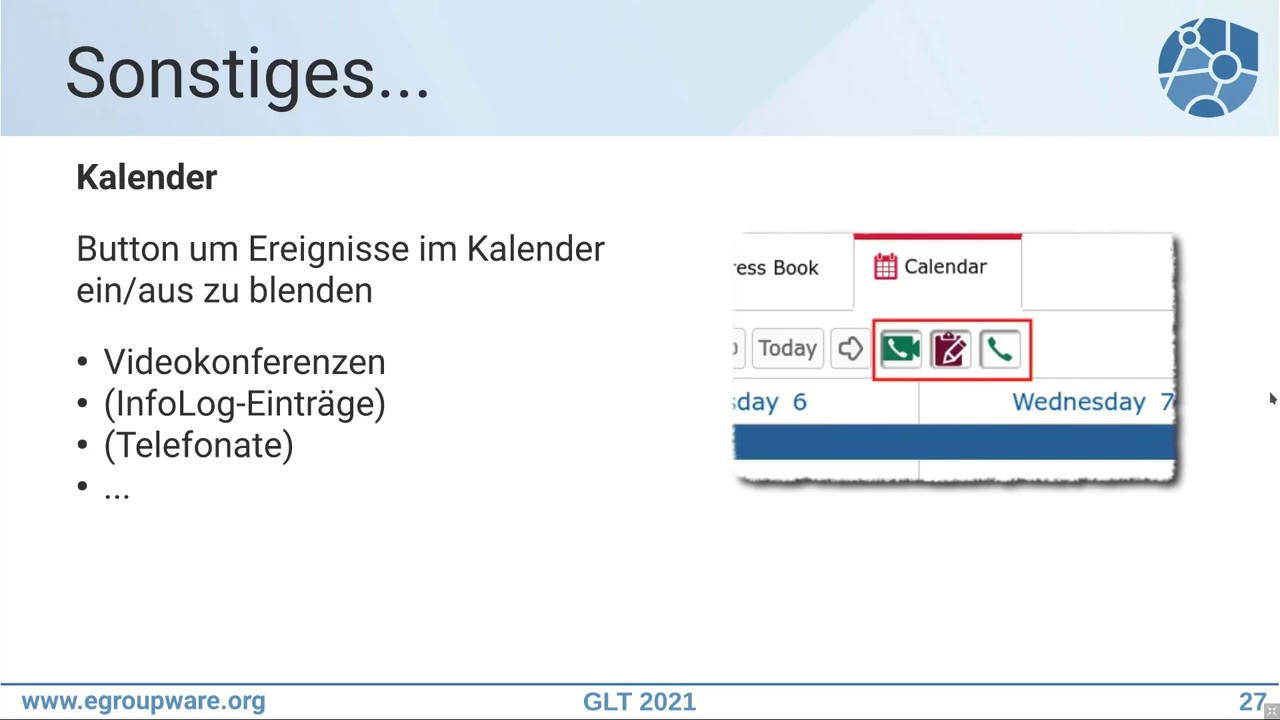 Sonstiges...
Kalender
Button um Ereignisse im Kalender
ein/aus zu blenden
• Videokonferenzen
• (InfoLog-Einträge)
• (Telefonate)
• ...
ress Book
Calendar
Today
sday 6
Wednesday 7
www.egroupware.org
GLT 2021
27